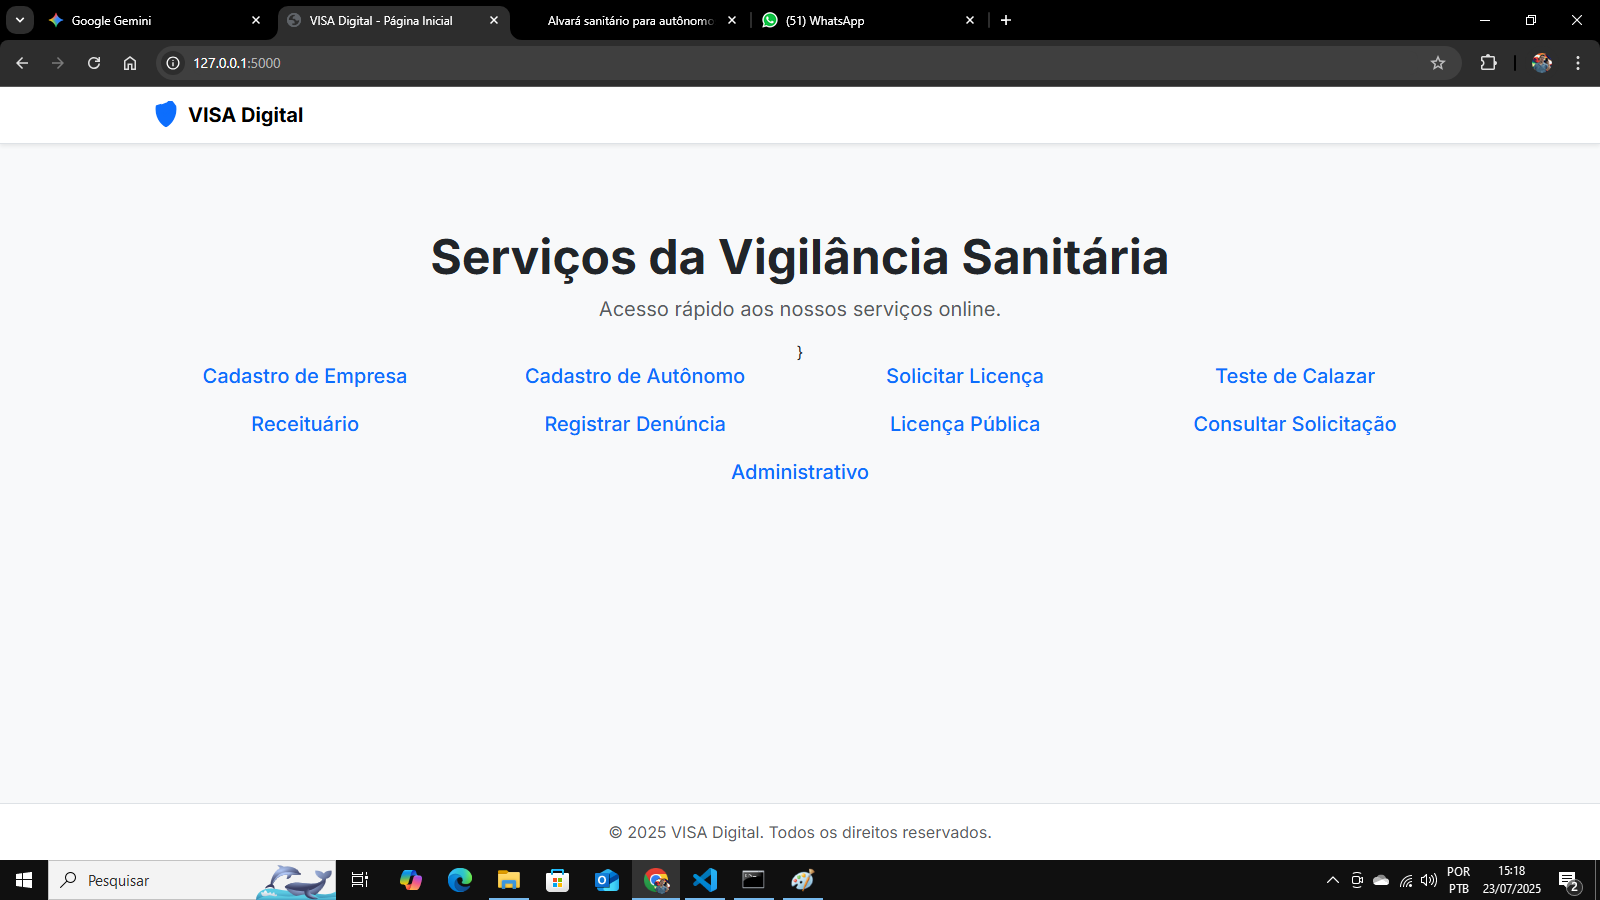 Google Gemini
VISA Digital - Página Inicial
Alvará sanitário para autônomo
(51) WhatsApp
127.0.0.1:5000
VISA Digital
Serviços da Vigilância Sanitária
Acesso rápido aos nossos serviços online.
}
Cadastro de Empresa
Cadastro de Autônomo
Solicitar Licença
Teste de Calazar
Receituário
Registrar Denúncia
Licença Pública
Consultar Solicitação
Administrativo
© 2025 VISA Digital. Todos os direitos reservados.
Pesquisar
POR
PTB
15:18
23/07/2025
2